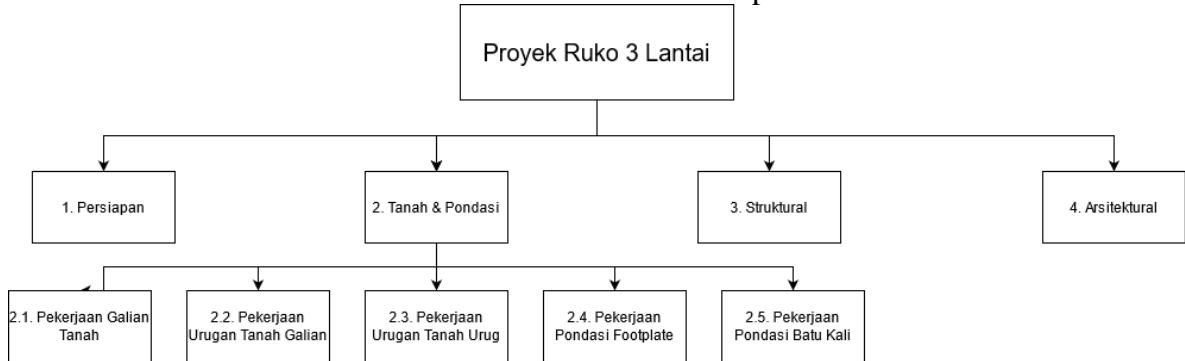 Proyek Ruko 3 Lantai
1. Persiapan
2. Tanah & Pondasi
3. Struktural
4. Arsitektural
2.1. Pekerjaan Galian
Tanah
2.2. Pekerjaan
Urugan Tanah Galian
2.3. Pekerjaan
Urugan Tanah Urug
2.4. Pekerjaan
Pondasi Footplate
2.5. Pekerjaan
Pondasi Batu Kali